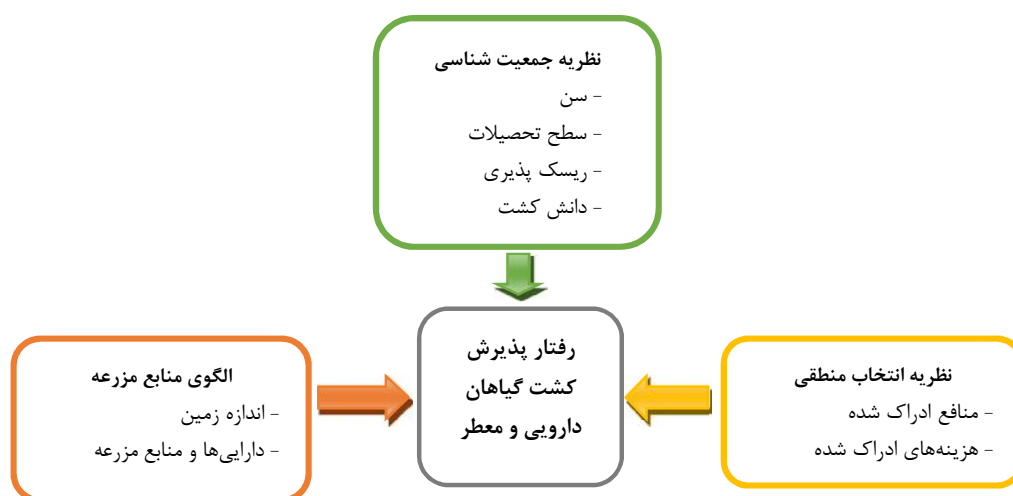 نظریه جمعیت شناسی
- سن
- سطح تحصیلات
- ریسک پذیری
- دانش کشت
نظریه انتخاب منطقی
- منافع ادراک شده
- هزینه‌های ادراک شده
رفتار پذیرش
کشت گیاهان
دارویی و معطر
الگوی منابع مزرعه
- اندازه زمین
- دارایی‌ها و منابع مزرعه